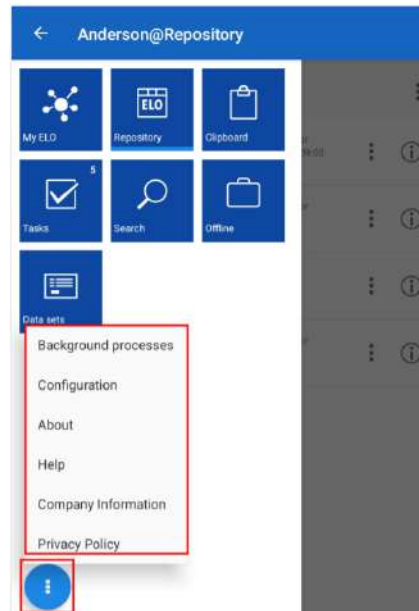 Anderson@Repository
ELO
My ELO
Repository
Clipboard
5
Tasks
Search
Offline
Data sets
Background processes
Configuration
About
Help
Company Information
Privacy Policy